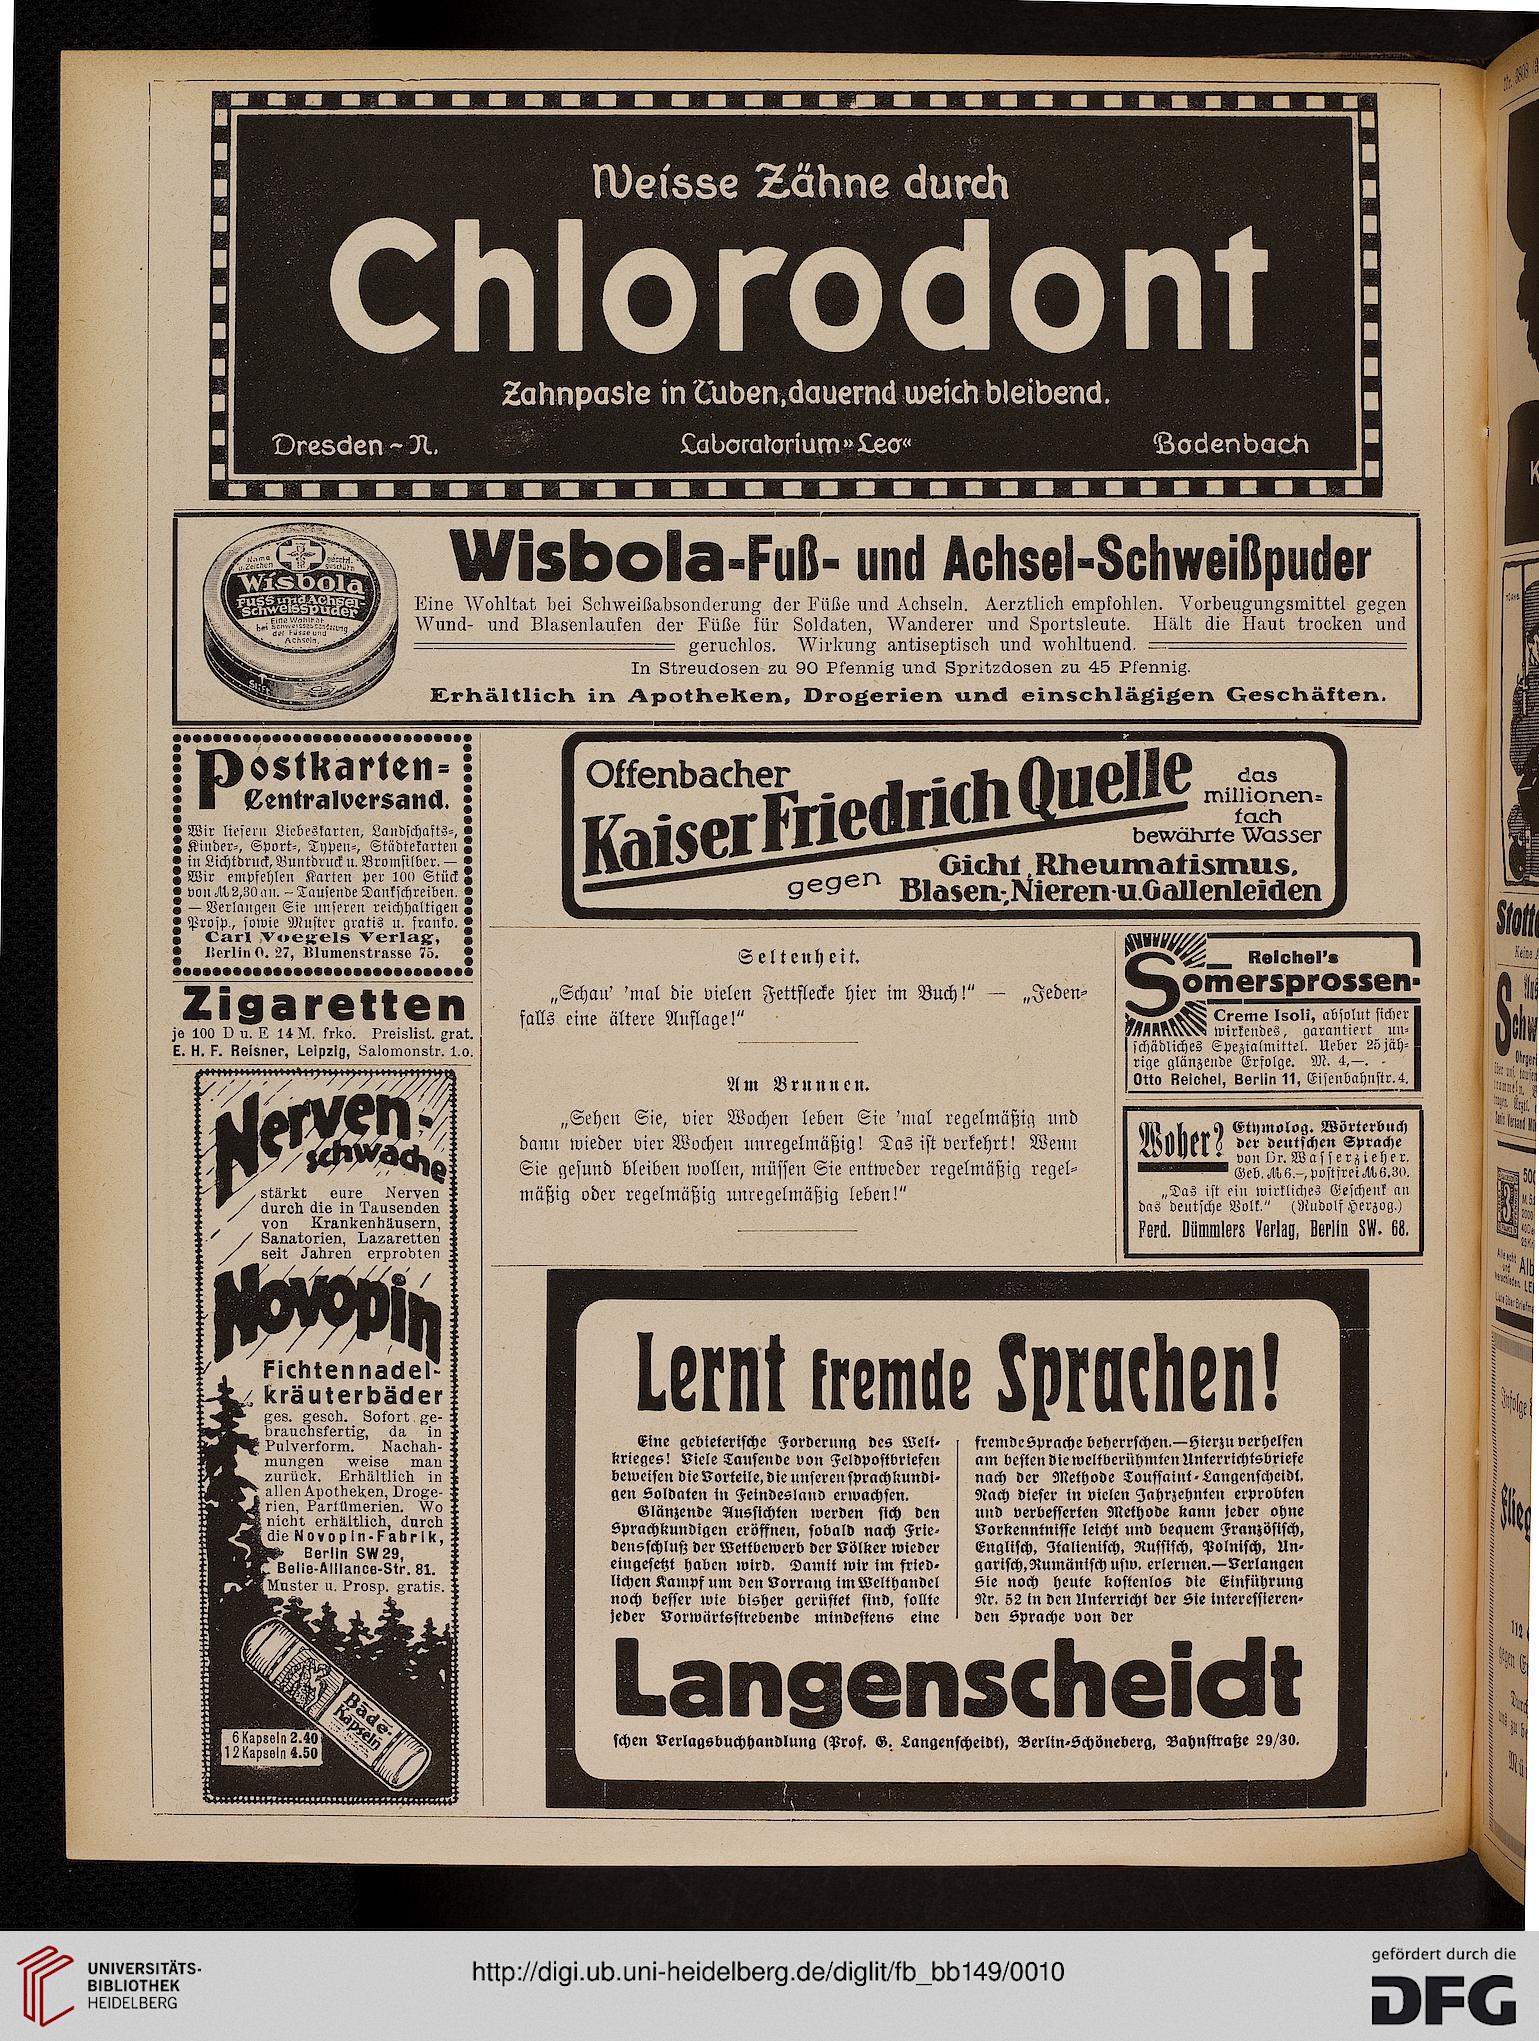 Weisse Zähne durch
Chlorodont
Zahnpaste in Tuben, dauernd weich bleibend.
Dresden-N. Laboratorium »Leo« Bodenbach
Name gesetzl.
u. Zeichen geschützt
Wisbola
Fuss und Achsel-
Schweisspuder
Eine Wohltat
bei Schweissabsonderung
der Füsse und
Achseln.
Wisbola-Fuß- und Achsel-Schweißpuder
Eine Wohltat bei Schweißabsonderung der Füße und Achseln. Aerztlich empfohlen. Vorbeugungsmittel gegen
Wund- und Blasenlaufen der Füße für Soldaten, Wanderer und Sportsleute. Hält die Haut trocken und
geruchlos. Wirkung antiseptisch und wohltuend.
In Streudosen zu 90 Pfennig und Spritzdosen zu 45 Pfennig.
Erhältlich in Apotheken, Drogerien und einschlägigen Geschäften.
Postkarten-
Centralversand.
Wir liefern Liebeskarten, Landschafts-,
Kinder-, Sport-, Typen-, Städtekarten
in Lichtdruck, Buntdruck u. Bromsilber. —
Wir empfehlen Karten per 100 Stück
von M 2,30 an. – Tausende Dankschreiben.
— Verlangen Sie unseren reichhaltigen
Prosp., sowie Muster gratis u. franko.
Carl Voegels Verlag,
Berlin O. 27, Blumenstrasse 75.
Zigaretten
je 100 D u. E 14 M. frko. Preislist. grat.
E. H. F. Reisner, Leipzig, Salomonstr. 10.
Nerven-
schwäche
stärkt eure Nerven
durch die in Tausenden
von Krankenhäusern,
Sanatorien, Lazaretten
seit Jahren erprobten
Novopin
Fichtennadel-
kräuterbäder
ges. gesch. Sofort ge-
brauchsfertig, da in
Pulverform. Nachah-
mungen weise man
zurück. Erhältlich in
allen Apotheken, Droge-
rien, Parfümerien. Wo
nicht erhältlich, durch
die Novopin-Fabrik,
Berlin SW 29,
Belle-Alliance-Str. 81.
Muster u. Prosp. gratis.
Bäde-
Kapseln
6 Kapseln 2.40
12 Kapseln 4.50
Offenbacher
Kaiser Friedrich Quelle
das
millionen-
fach
bewährte Wasser
gegen Gicht, Rheumatismus,
Blasen-, Nieren- u. Gallenleiden
Seltenheit.
„Schau' 'mal die vielen Fettflecke hier im Buch!" — „Jeden-
falls eine ältere Auflage!"
Am Brunnen.
„Sehen Sie, vier Wochen leben Sie 'mal regelmäßig und
dann wieder vier Wochen unregelmäßig! Das ist verkehrt! Wenn
Sie gesund bleiben wollen, müssen Sie entweder regelmäßig regel-
mäßig oder regelmäßig unregelmäßig leben!"
Reichel's
Somersprossen-
Creme Isoli, absolut sicher
wirkendes, garantiert un-
schädliches Spezialmittel. Ueber 25 jäh-
rige glänzende Erfolge. M. 4,—.
Otto Reichel, Berlin 11, Eisenbahnstr. 4.
Woher?
Etymolog. Wörterbuch
der deutschen Sprache
von Dr. Wasserzieher.
Geb. M 6.–, postfrei M 6.30.
„Das ist ein wirkliches Geschenk an
das deutsche Volk." (Rudolf Herzog.)
Ferd. Dümmlers Verlag, Berlin SW. 68.
Lernt fremde Sprachen!
Eine gebieterische Forderung des Welt-
krieges! Viele Tausende von Feldpostbriefen
beweisen die Vorteile, die unseren sprachkundi-
gen Soldaten in Feindesland erwachsen.
Glänzende Aussichten werden sich den
Sprachkundigen eröffnen, sobald nach Frie-
densschluß der Wettbewerb der Völker wieder
eingesetzt haben wird. Damit wir im fried-
lichen Kampf um den Vorrang im Welthandel
noch besser wie bisher gerüstet sind, sollte
jeder Vorwärtsstrebende mindestens eine
fremde Sprache beherrschen. — Hierzu verhelfen
am besten die weltberühmten Unterrichtsbriefe
nach der Methode Toussaint-Langenscheidt.
Nach dieser in vielen Jahrzehnten erprobten
und verbesserten Methode kann jeder ohne
Vorkenntnisse leicht und bequem Französisch,
Englisch, Italienisch, Russisch, Polnisch, Un-
garisch, Rumänisch usw. erlernen. — Verlangen
Sie noch heute kostenlos die Einführung
Nr. 52 in den Unterricht der Sie interessieren-
den Sprache von der
Langenscheidt
schen Verlagsbuchhandlung (Prof. G. Langenscheidt), Berlin-Schöneberg, Bahnstraße 29/30.
UNIVERSITÄTS-
BIBLIOTHEK
HEIDELBERG
http://digi.ub.uni-heidelberg.de/diglit/fb_bb149/0010
gefördert durch die
DFG